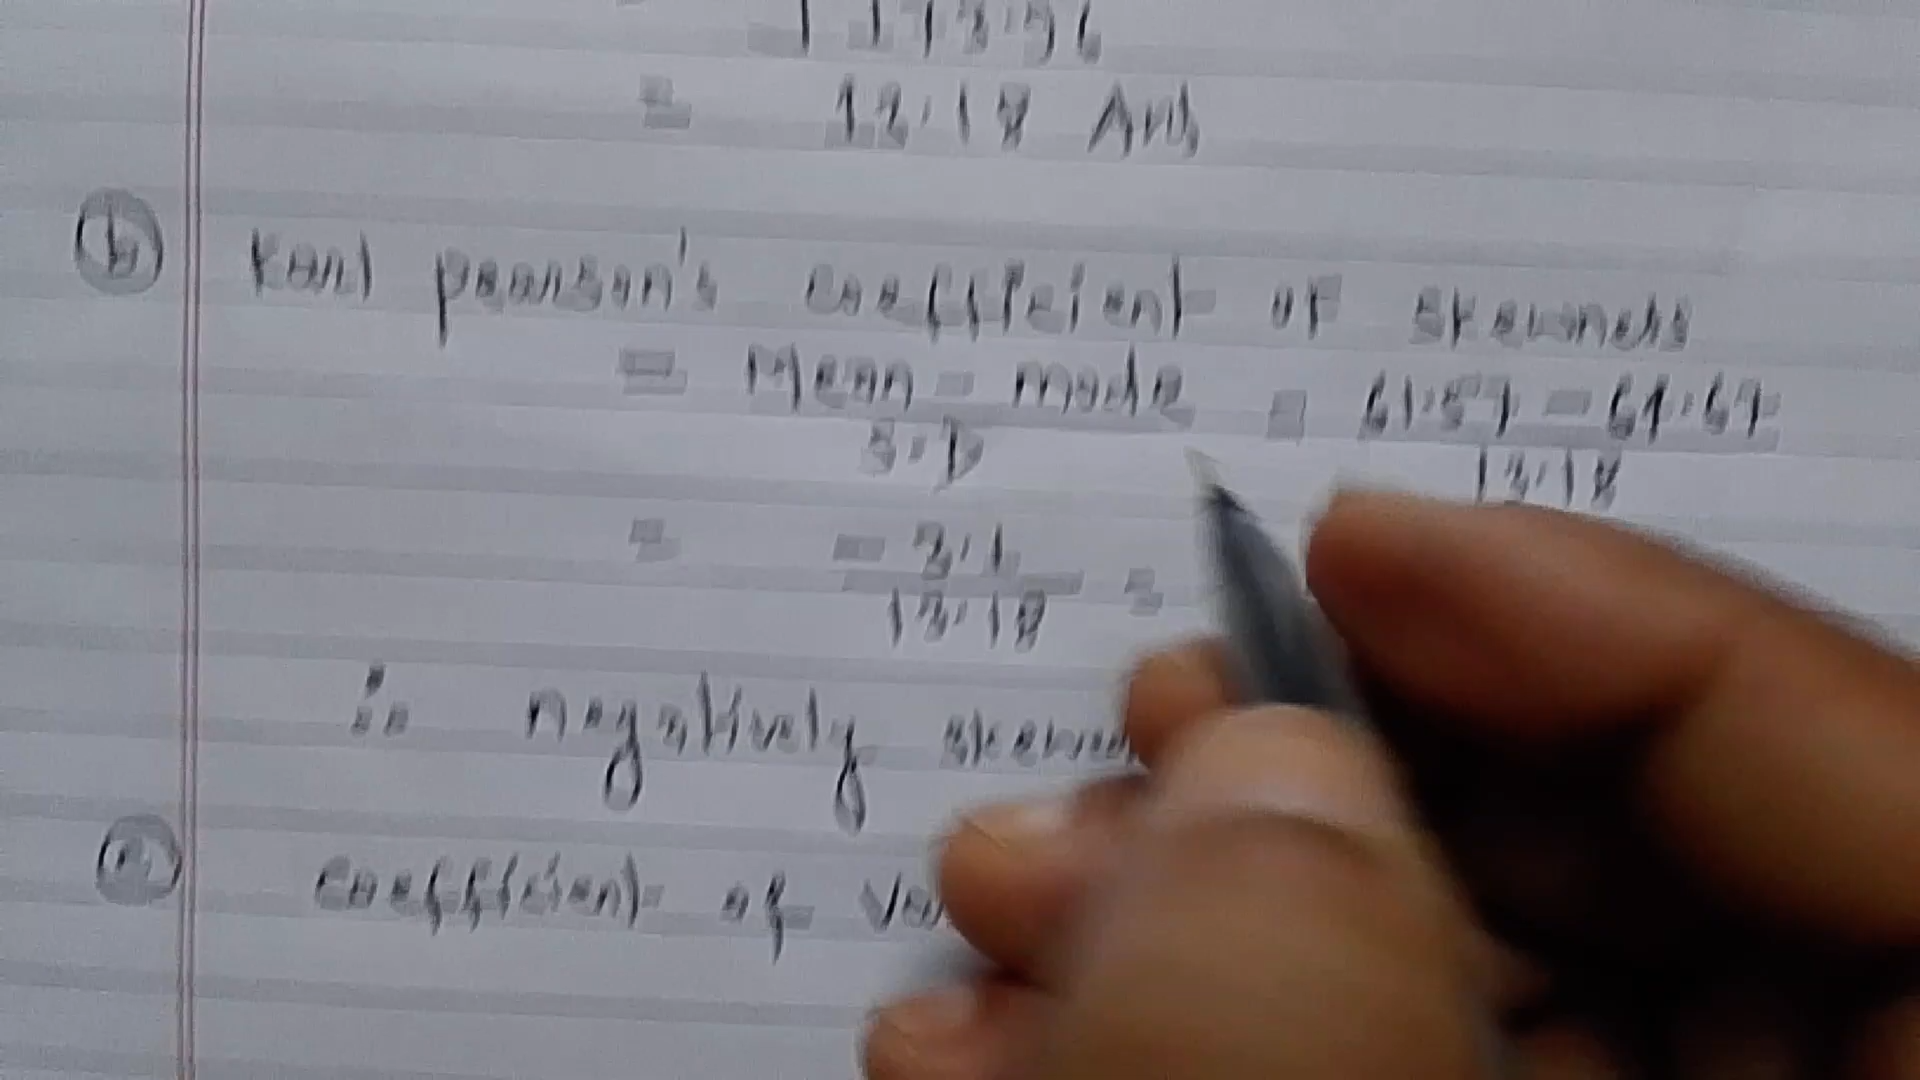 = 13.18 Ans
(b) Karl pearson's coefficient of skewness
= Mean - mode / S.D = 61.57 - 64.67 / 13.18
= -3.1 / 13.18 =
is negatively
(c) coefficient of